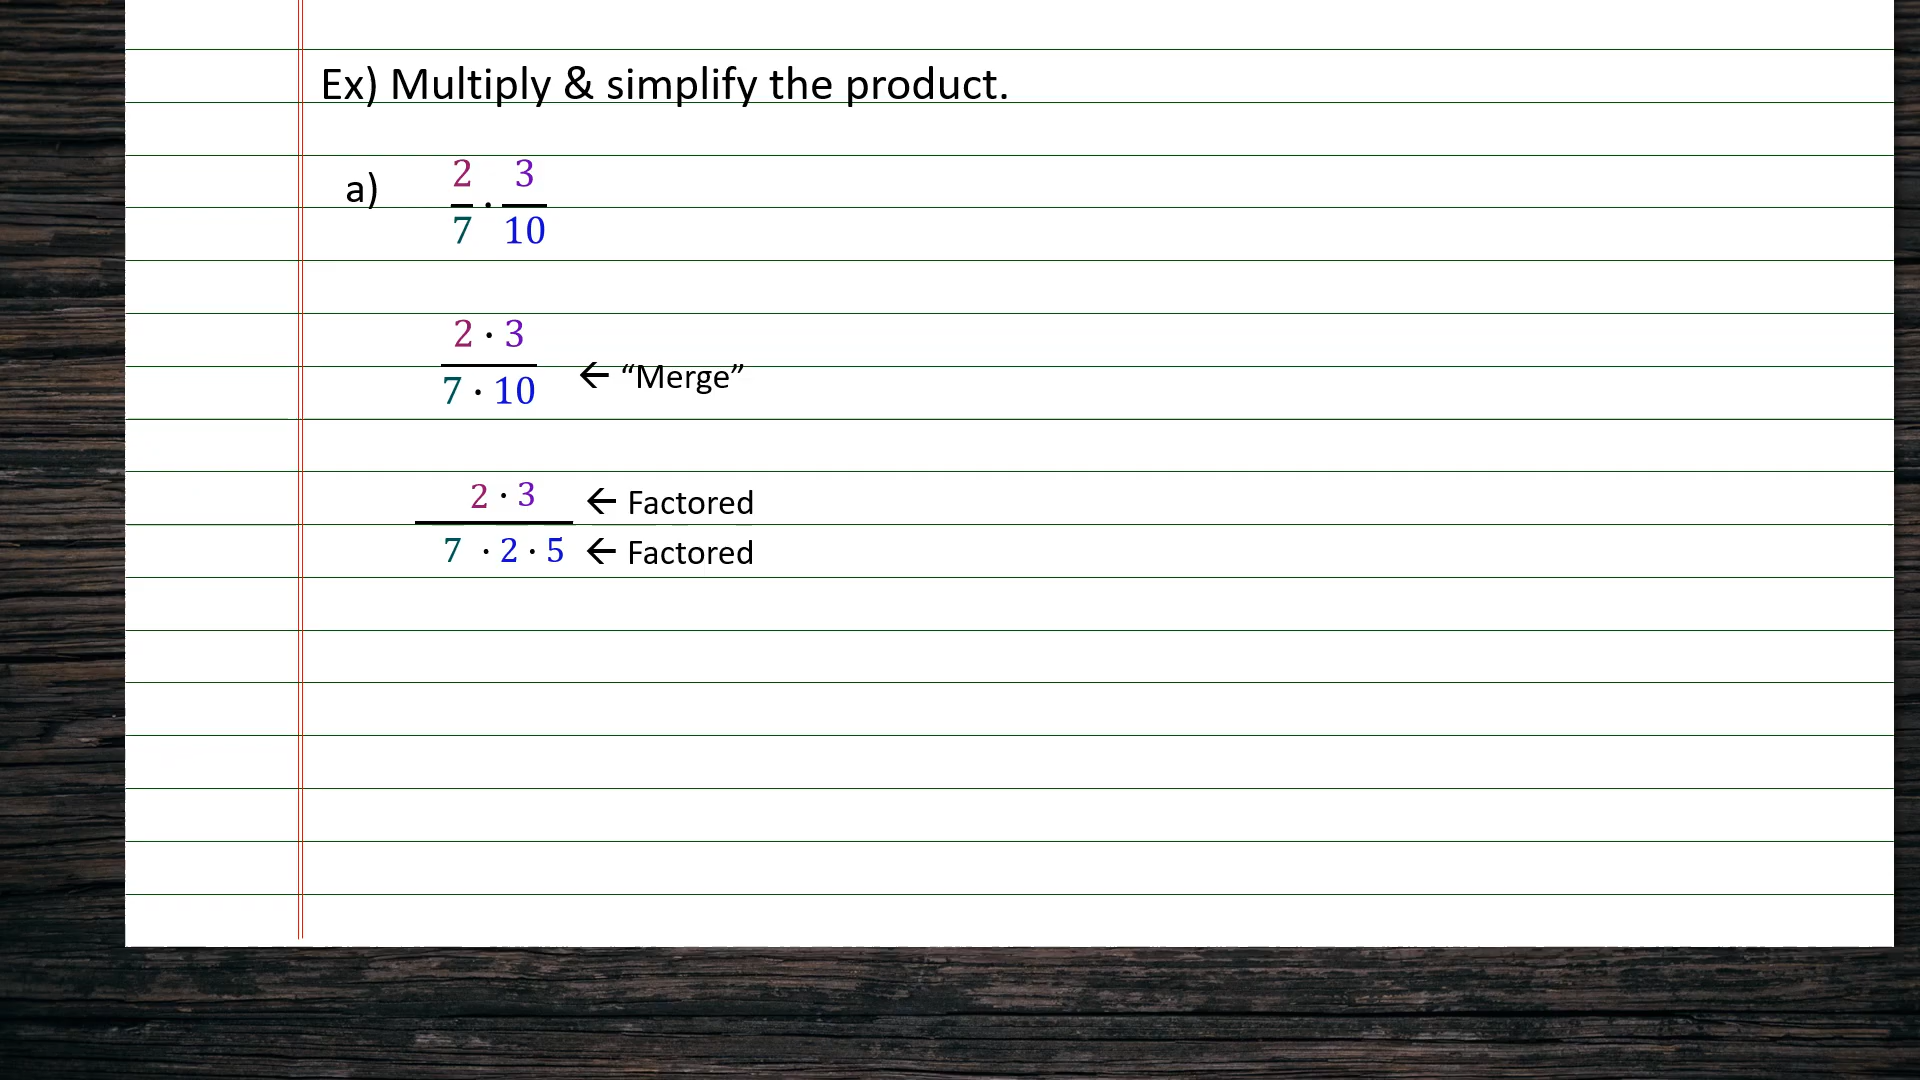 Ex) Multiply & simplify the product.
a) 2/7 · 3/10
2 · 3
7 · 10
← “Merge”
2 · 3 ← Factored
7 · 2 · 5 ← Factored